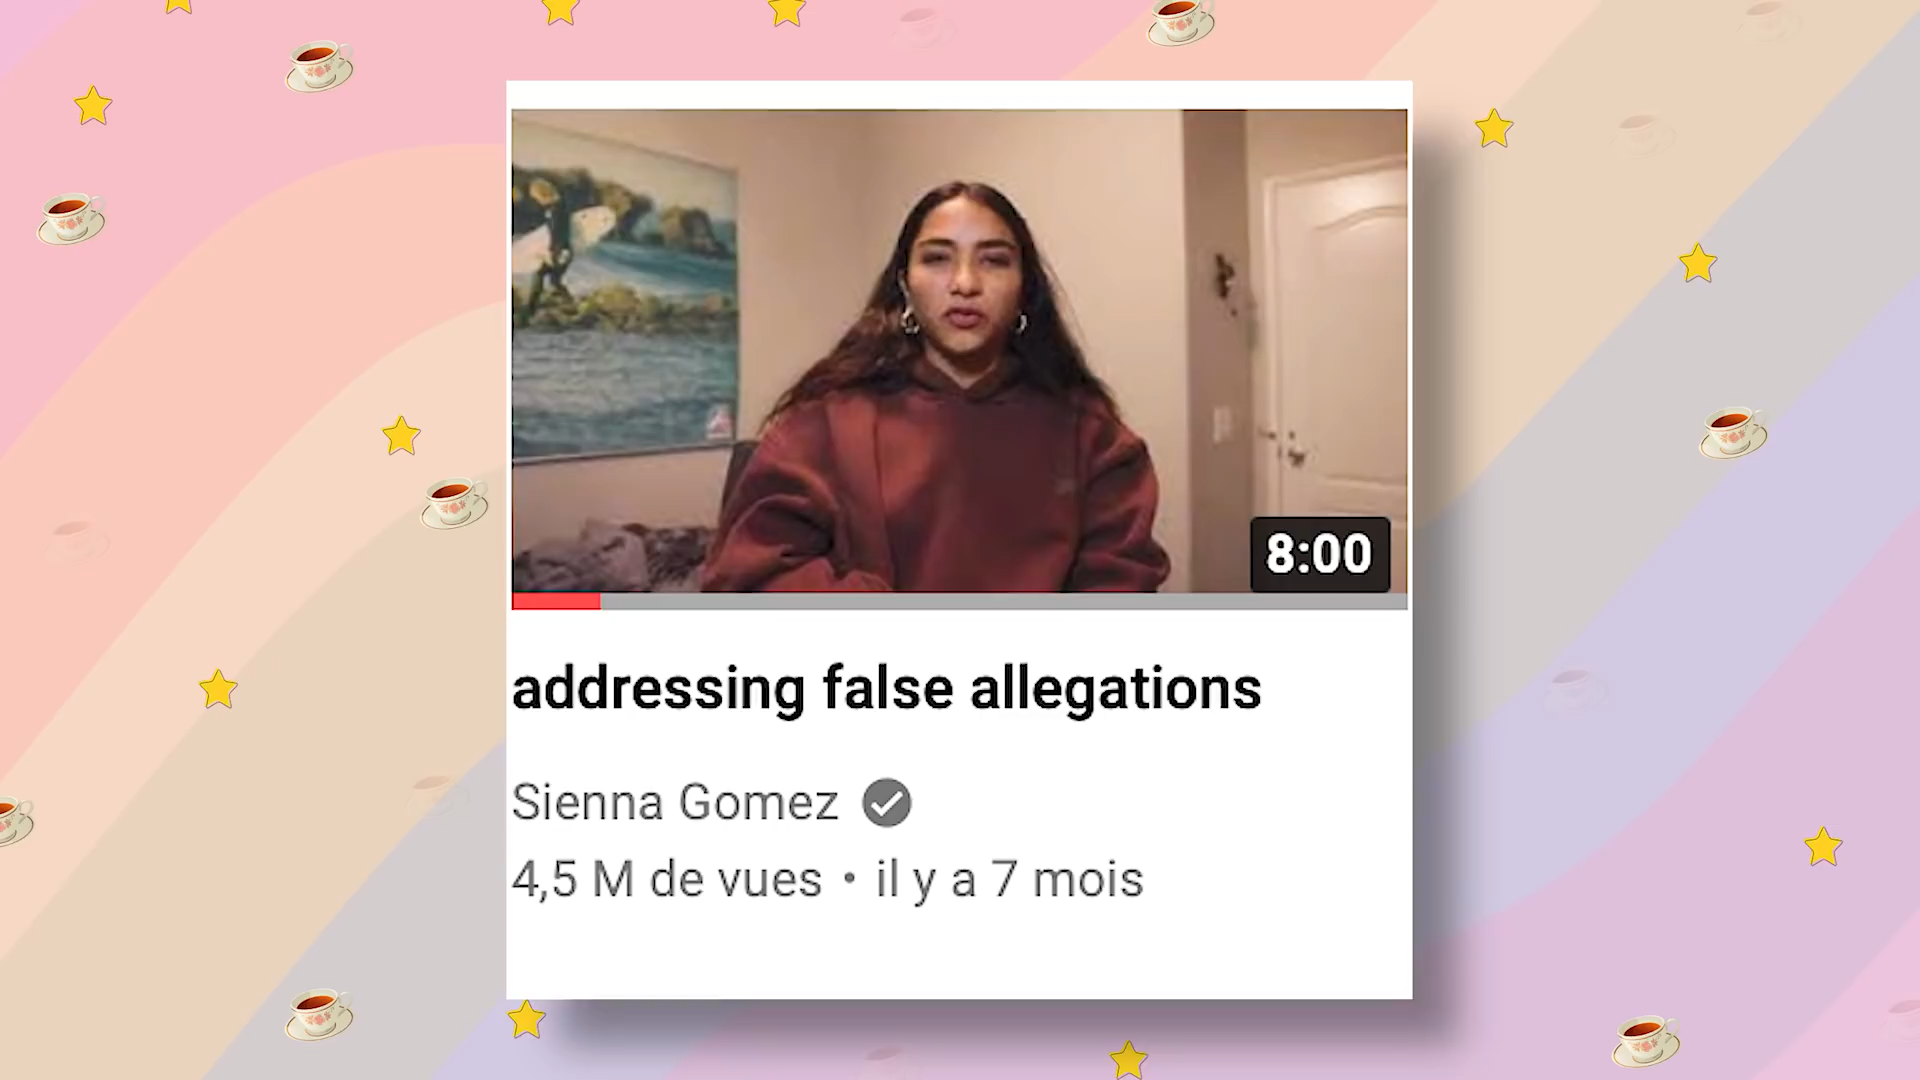 8:00
addressing false allegations
Sienna Gomez
4,5 M de vues • il y a 7 mois